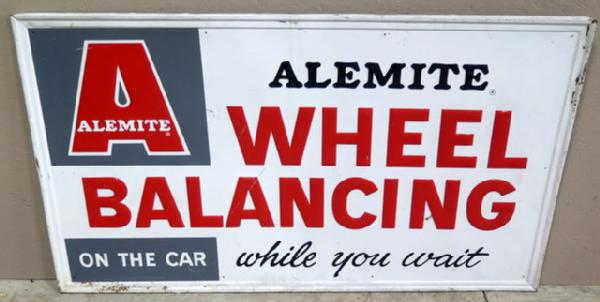 A
ALEMITE®
ALEMITE®
WHEEL
BALANCING
ON THE CAR
while you wait